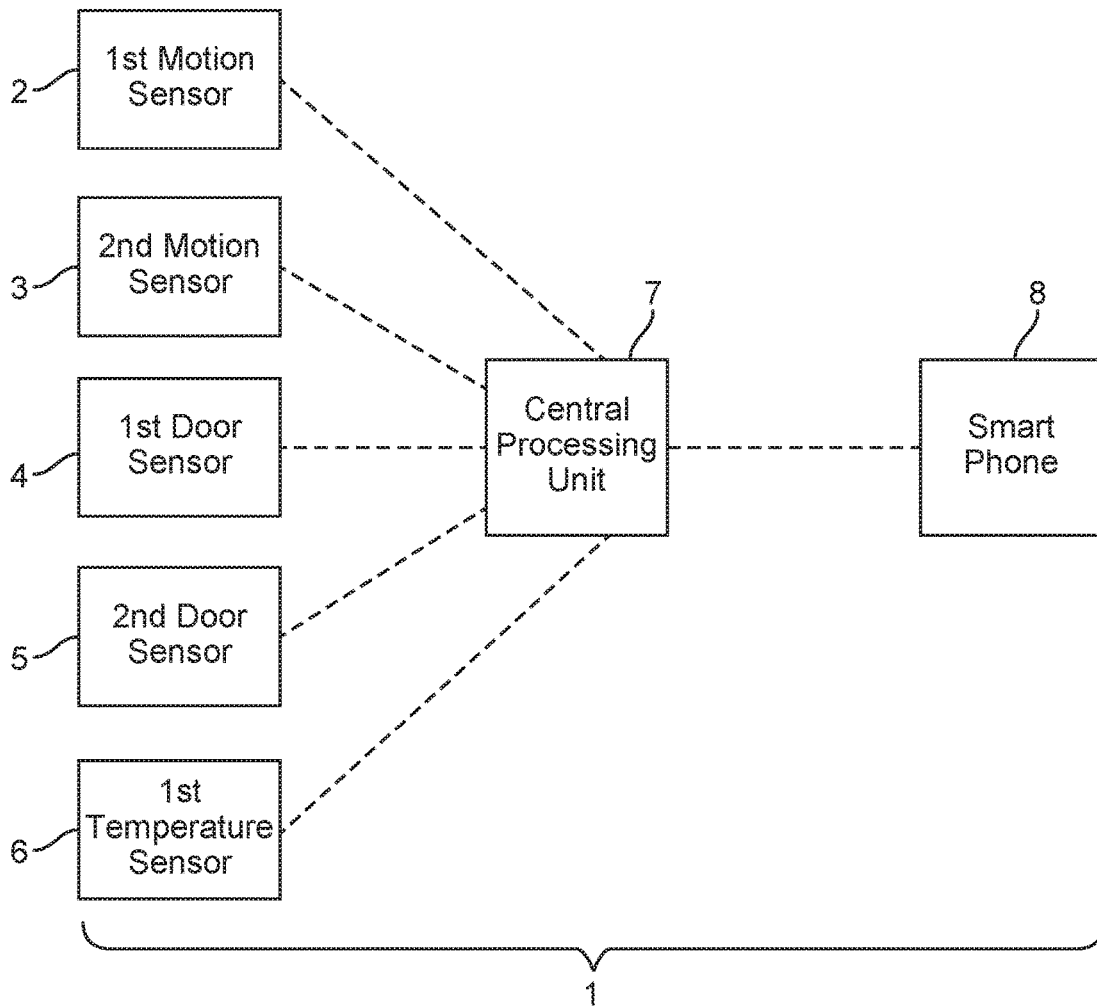 1st Motion
Sensor
2
2nd Motion
Sensor
3
7
8
1st Door
Sensor
4
Central
Processing
Unit
Smart
Phone
2nd Door
Sensor
5
1st
Temperature
Sensor
6
1